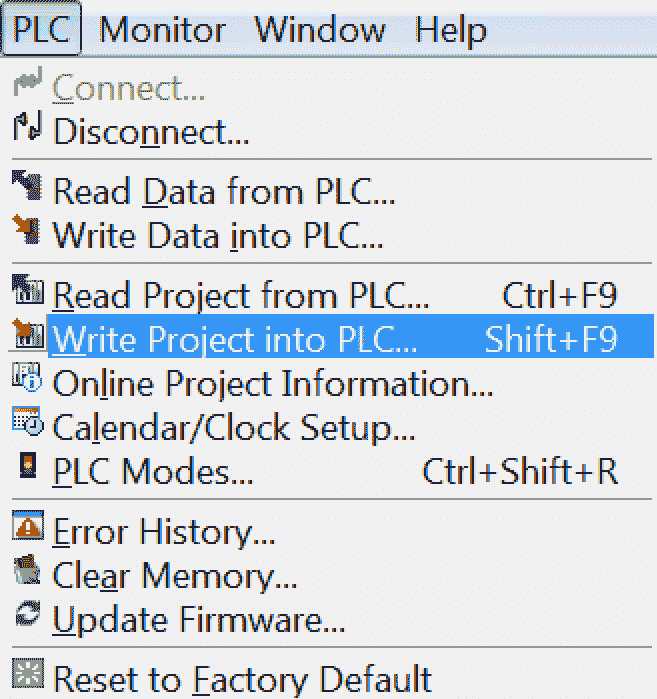 PLC Monitor Window Help
Connect...
Disconnect...
Read Data from PLC...
Write Data into PLC...
Read Project from PLC... Ctrl+F9
Write Project into PLC... Shift+F9
Online Project Information...
Calendar/Clock Setup...
PLC Modes... Ctrl+Shift+R
Error History...
Clear Memory...
Update Firmware...
Reset to Factory Default